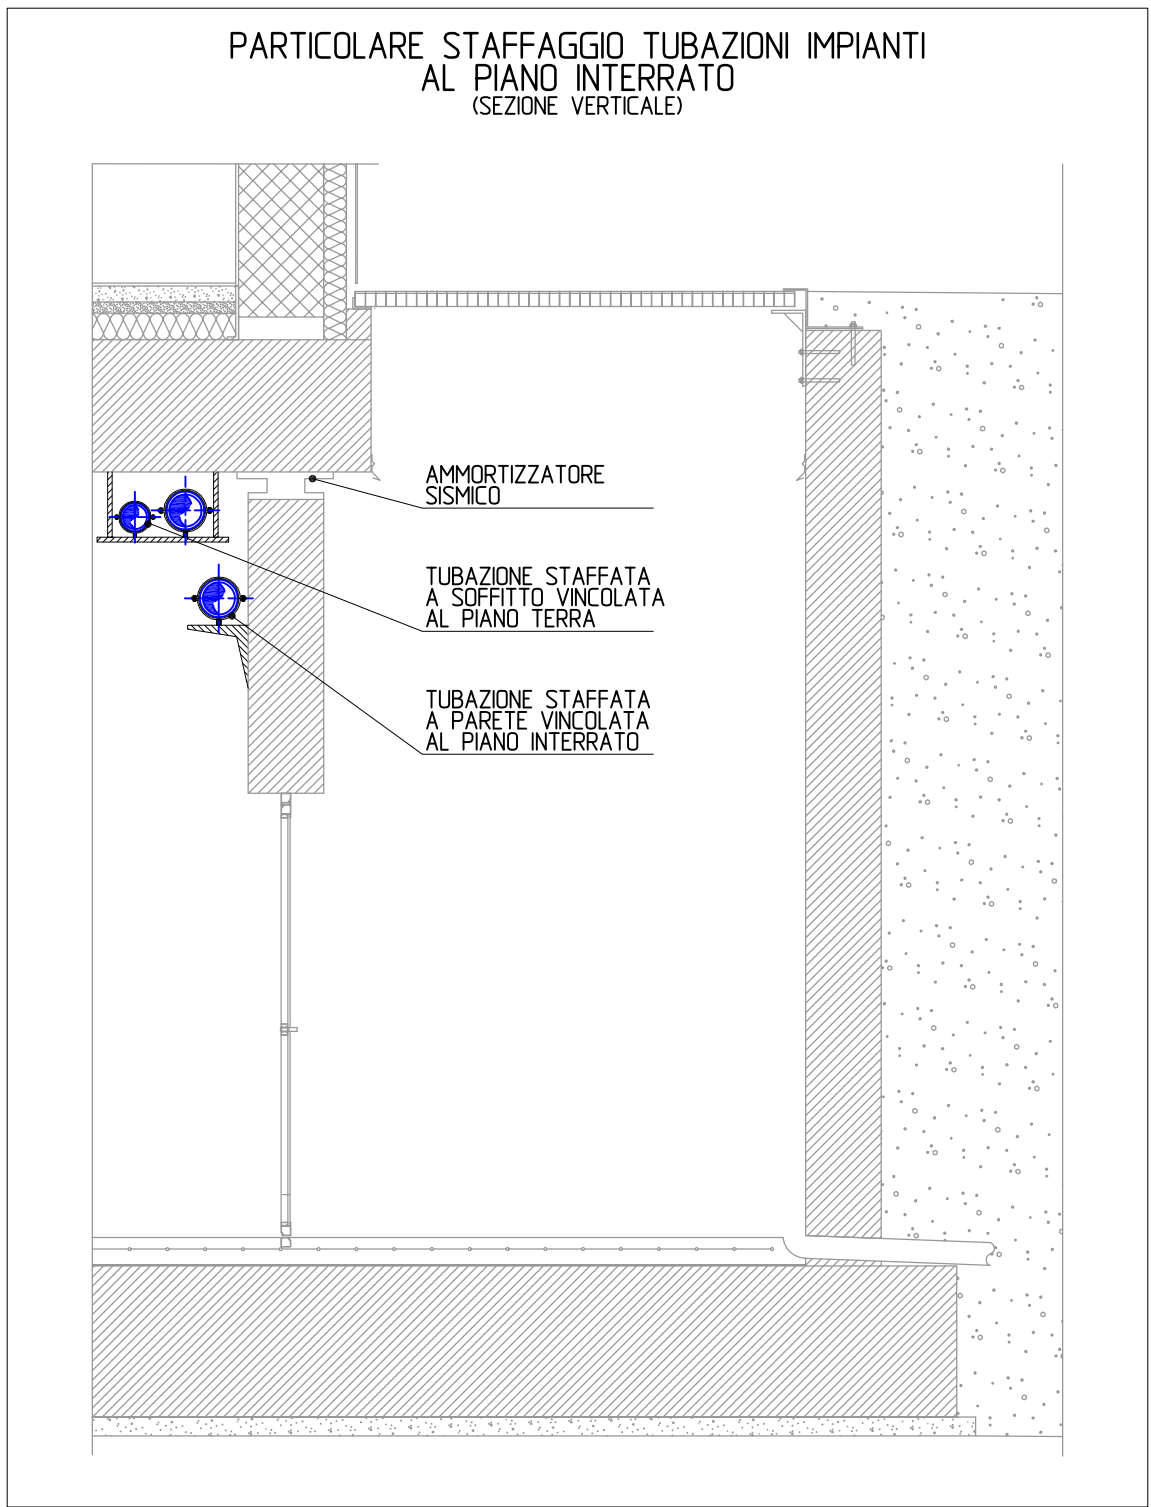 PARTICOLARE STAFFAGGIO TUBAZIONI IMPIANTI
AL PIANO INTERRATO
(SEZIONE VERTICALE)
AMMORTIZZATORE
SISMICO
TUBAZIONE STAFFATA
A SOFFITTO VINCOLATA
AL PIANO TERRA
TUBAZIONE STAFFATA
A PARETE VINCOLATA
AL PIANO INTERRATO